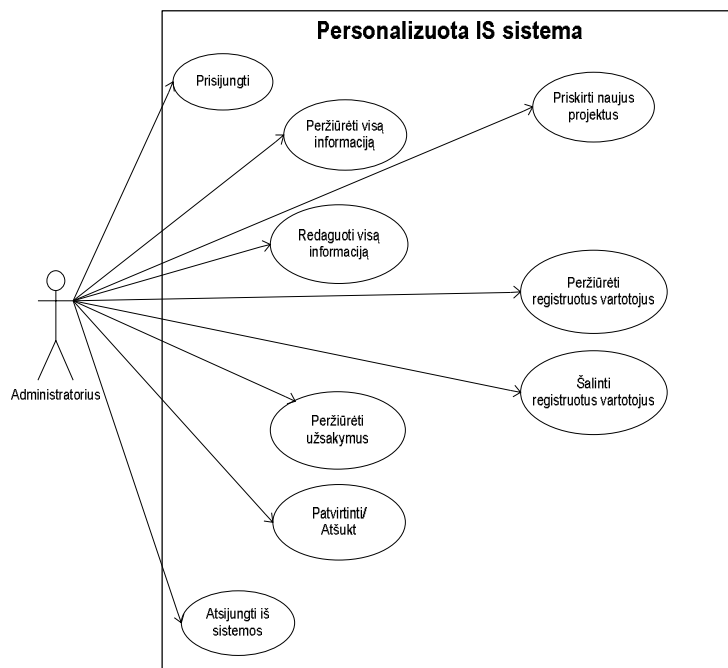 Personalizuota IS sistema
Prisijungti
Priskirti naujus
projektus
Peržiūrėti visą
informaciją
Redaguoti visą
informaciją
Peržiūrėti
registruotus vartotojus
Administratorius
Šalinti
registruotus vartotojus
Peržiūrėti
užsakymus
Patvirtinti/
Atšukt
Atsijungti iš
sistemos